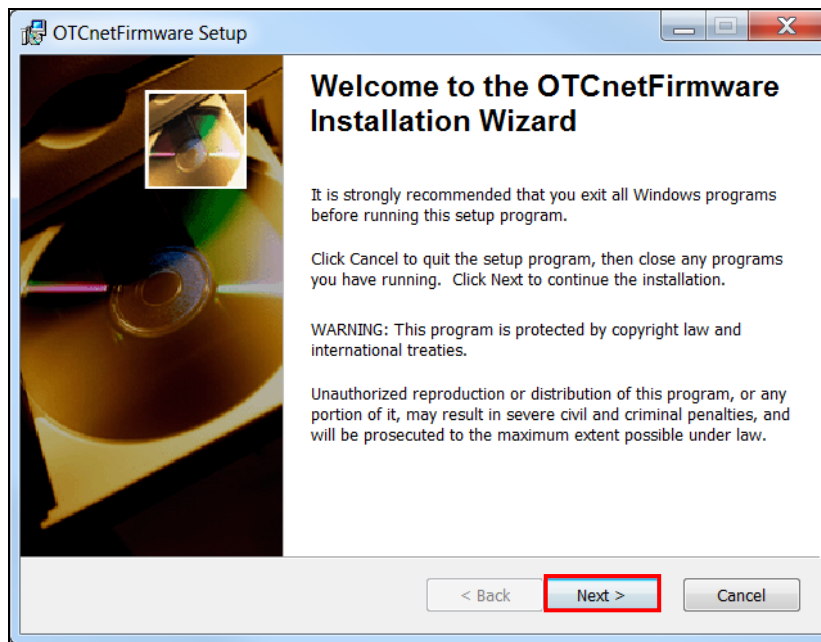 OTCnetFirmware Setup
Welcome to the OTCnetFirmware
Installation Wizard
It is strongly recommended that you exit all Windows programs
before running this setup program.
Click Cancel to quit the setup program, then close any programs
you have running.  Click Next to continue the installation.
WARNING: This program is protected by copyright law and
international treaties.
Unauthorized reproduction or distribution of this program, or any
portion of it, may result in severe civil and criminal penalties, and
will be prosecuted to the maximum extent possible under law.
< Back Next > Cancel